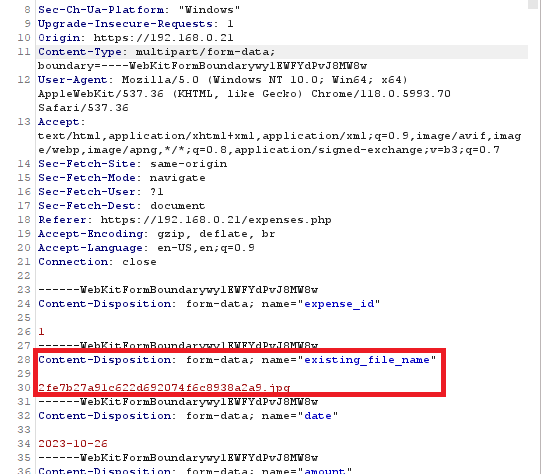 8 Sec-Ch-Ua-Platform: "Windows"
9 Upgrade-Insecure-Requests: 1
10 Origin: https://192.168.0.21
11 Content-Type: multipart/form-data;
boundary=----WebKitFormBoundarywylEWFYdPvJ8MW8w
12 User-Agent: Mozilla/5.0 (Windows NT 10.0; Win64; x64)
AppleWebKit/537.36 (KHTML, like Gecko) Chrome/118.0.5993.70
Safari/537.36
13 Accept:
text/html,application/xhtml+xml,application/xml;q=0.9,image/avif,imag
e/webp,image/apng,*/*;q=0.8,application/signed-exchange;v=b3;q=0.7
14 Sec-Fetch-Site: same-origin
15 Sec-Fetch-Mode: navigate
16 Sec-Fetch-User: ?1
17 Sec-Fetch-Dest: document
18 Referer: https://192.168.0.21/expenses.php
19 Accept-Encoding: gzip, deflate, br
20 Accept-Language: en-US,en;q=0.9
21 Connection: close
22
23 ------WebKitFormBoundarywylEWFYdPvJ8MW8w
24 Content-Disposition: form-data; name="expense_id"
25
26 1
27 ------WebKitFormBoundarywylEWFYdPvJ8MW8w
28 Content-Disposition: form-data; name="existing_file_name"
29
30 2fe7b27a91c622d692074f6c8938a2a9.jpg
31 ------WebKitFormBoundarywylEWFYdPvJ8MW8w
32 Content-Disposition: form-data; name="date"
33
34 2023-10-26
35 ------WebKitFormBoundarywylEWFYdPvJ8MW8w
36 Content-Disposition: form-data; name="amount"